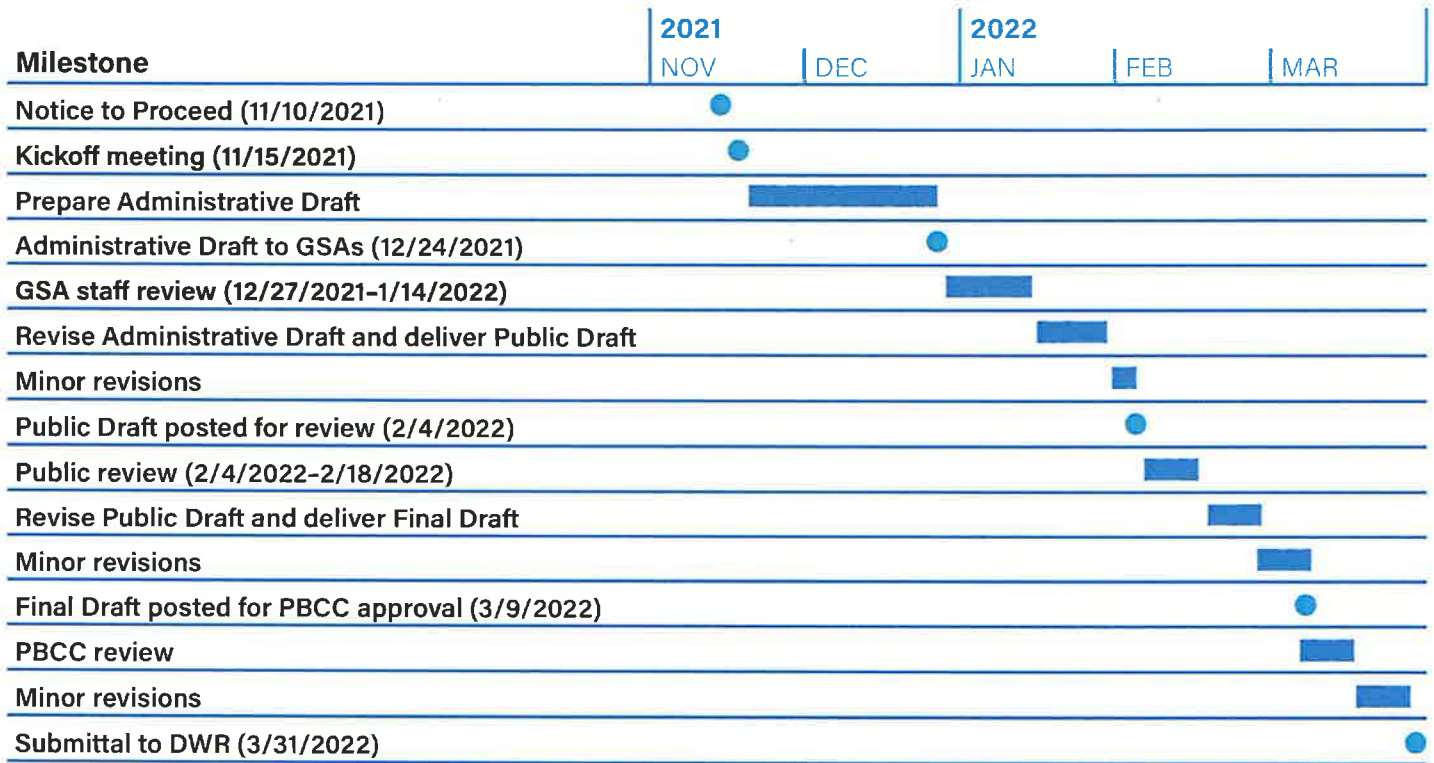 2021 2022
Milestone NOV DEC JAN FEB MAR
Notice to Proceed (11/10/2021)
Kickoff meeting (11/15/2021)
Prepare Administrative Draft
Administrative Draft to GSAs (12/24/2021)
GSA staff review (12/27/2021–1/14/2022)
Revise Administrative Draft and deliver Public Draft
Minor revisions
Public Draft posted for review (2/4/2022)
Public review (2/4/2022–2/18/2022)
Revise Public Draft and deliver Final Draft
Minor revisions
Final Draft posted for PBCC approval (3/9/2022)
PBCC review
Minor revisions
Submittal to DWR (3/31/2022)